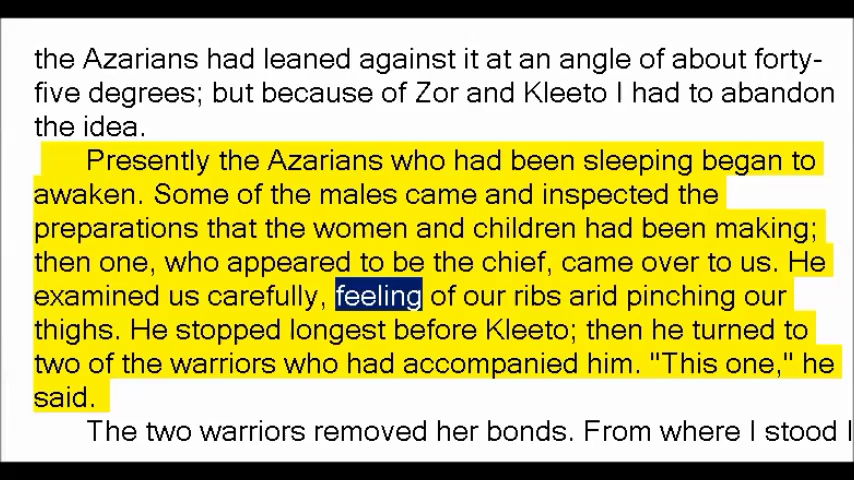 the Azarians had leaned against it at an angle of about forty-
five degrees; but because of Zor and Kleeto I had to abandon
the idea.
Presently the Azarians who had been sleeping began to
awaken. Some of the males came and inspected the
preparations that the women and children had been making;
then one, who appeared to be the chief, came over to us. He
examined us carefully, feeling of our ribs arid pinching our
thighs. He stopped longest before Kleeto; then he turned to
two of the warriors who had accompanied him. "This one," he
said.
The two warriors removed her bonds. From where I stood I